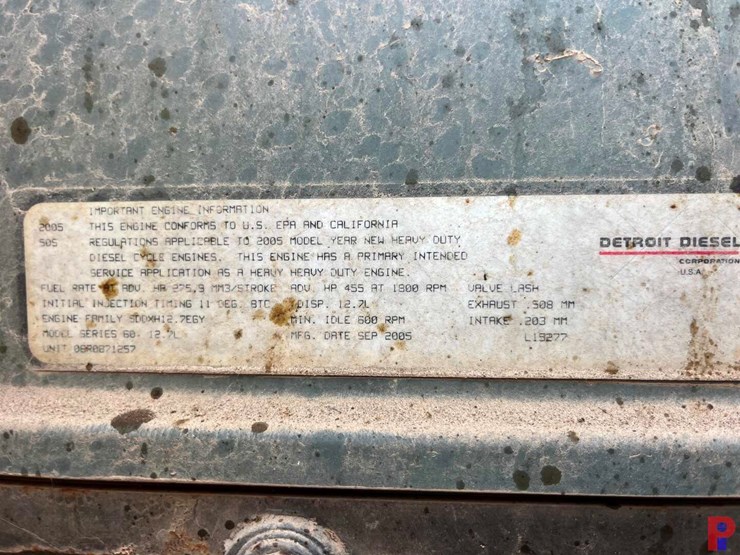 IMPORTANT ENGINE INFORMATION
2005 THIS ENGINE CONFORMS TO U.S. EPA AND CALIFORNIA
505 REGULATIONS APPLICABLE TO 2005 MODEL YEAR NEW HEAVY DUTY
DIESEL CYCLE ENGINES. THIS ENGINE HAS A PRIMARY INTENDED
SERVICE APPLICATION AS A HEAVY HEAVY DUTY ENGINE.
DETROIT DIESEL
CORPORATION
U.S.A.
FUEL RATE AT ADV. HP 275.9 MM3/STROKE ADV. HP 455 AT 1800 RPM VALVE LASH
INITIAL INJECTION TIMING 11 DEG. BTC DISP. 12.7L EXHAUST .508 MM
ENGINE FAMILY 5DDXH12.7EGY MIN. IDLE 600 RPM INTAKE .203 MM
MODEL SERIES 60, 12.7L MFG. DATE SEP 2005 L19277
UNIT 06R0871257